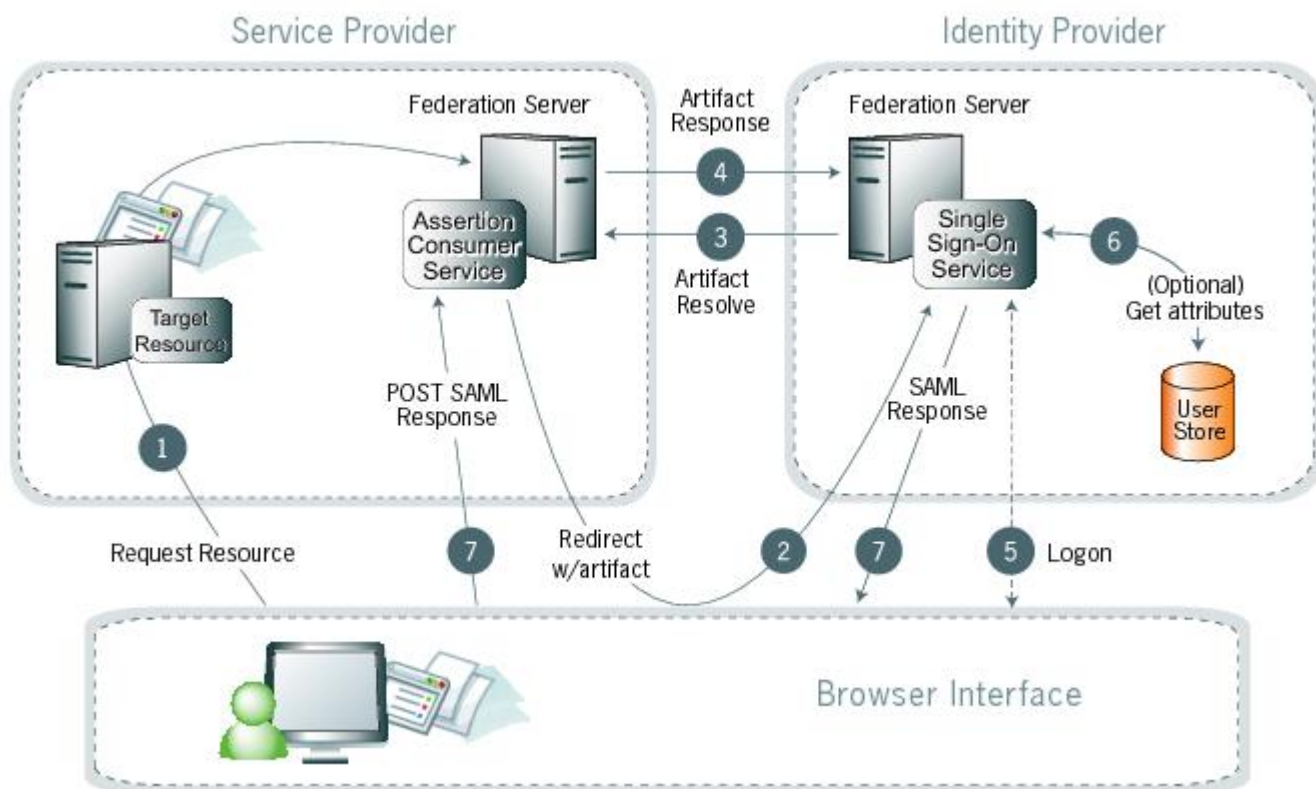 Service Provider
Identity Provider
Federation Server
Artifact
Response
Federation Server
4
Assertion
Consumer
Service
3
Single
Sign-On
Service
6
Artifact
Resolve
(Optional)
Get attributes
Target
Resource
POST SAML
Response
SAML
Response
User
Store
1
Request Resource
7
Redirect
w/artifact
2
7
5
Logon
Browser Interface